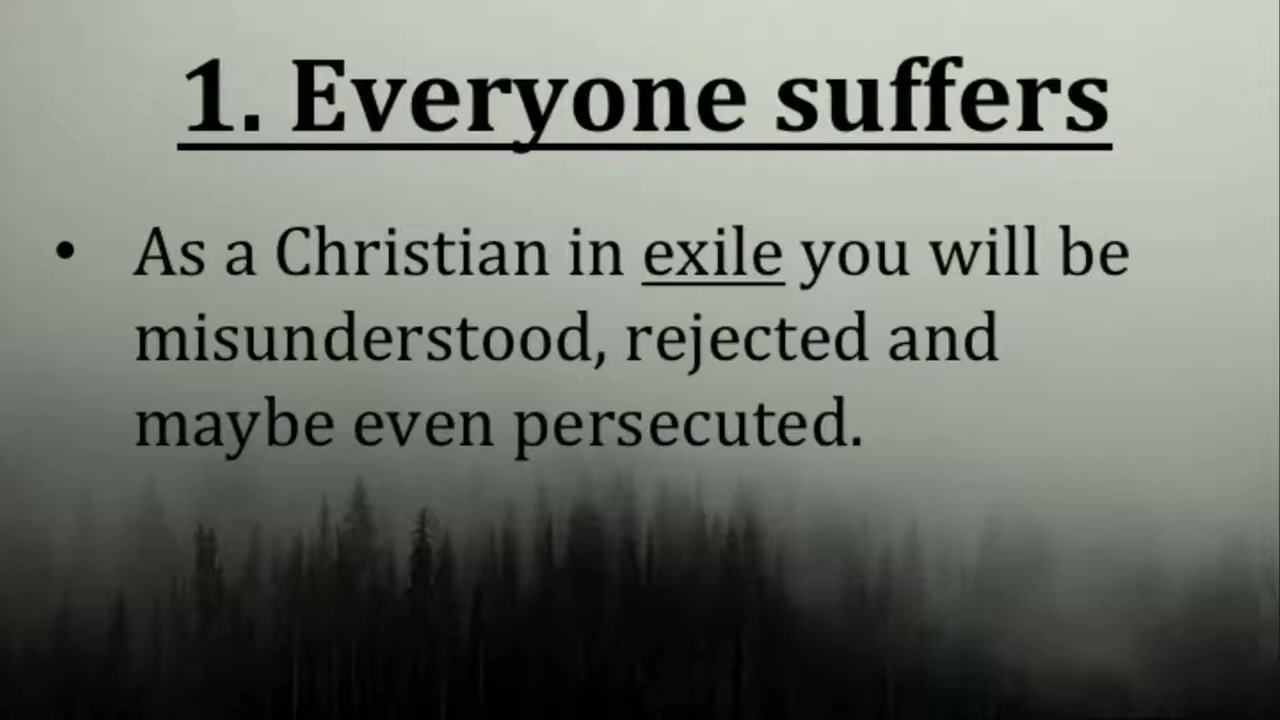 1. Everyone suffers
• As a Christian in exile you will be
misunderstood, rejected and
maybe even persecuted.